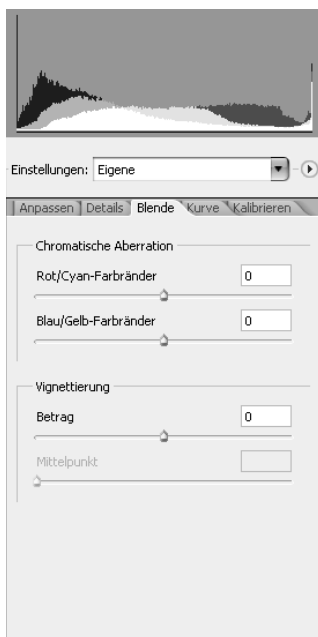 Einstellungen: Eigene
Anpassen Details Blende Kurve Kalibrieren
Chromatische Aberration
Rot/Cyan-Farbränder 0
Blau/Gelb-Farbränder 0
Vignettierung
Betrag 0
Mittelpunkt